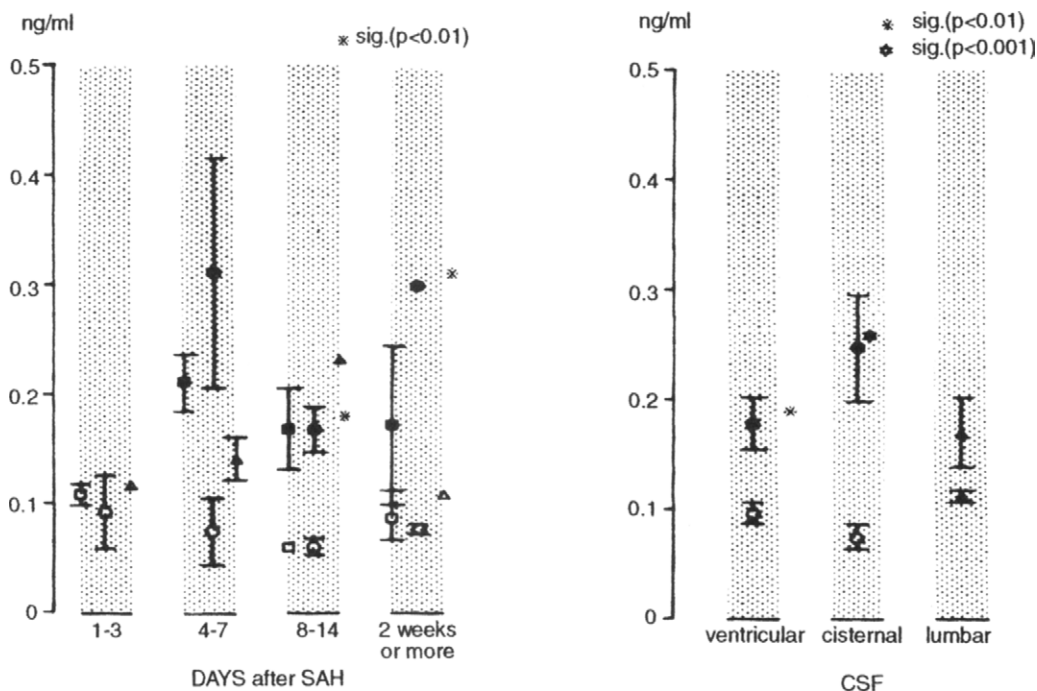 ng/ml
* sig.(p<0.01)
0.5
0.4
0.3
0.2
0.1
0
1-3
4-7
8-14
2 weeks
or more
DAYS after SAH
ng/ml
* sig.(p<0.01)
sig.(p<0.001)
0.5
0.4
0.3
0.2
0.1
0
ventricular
cisternal
lumbar
CSF